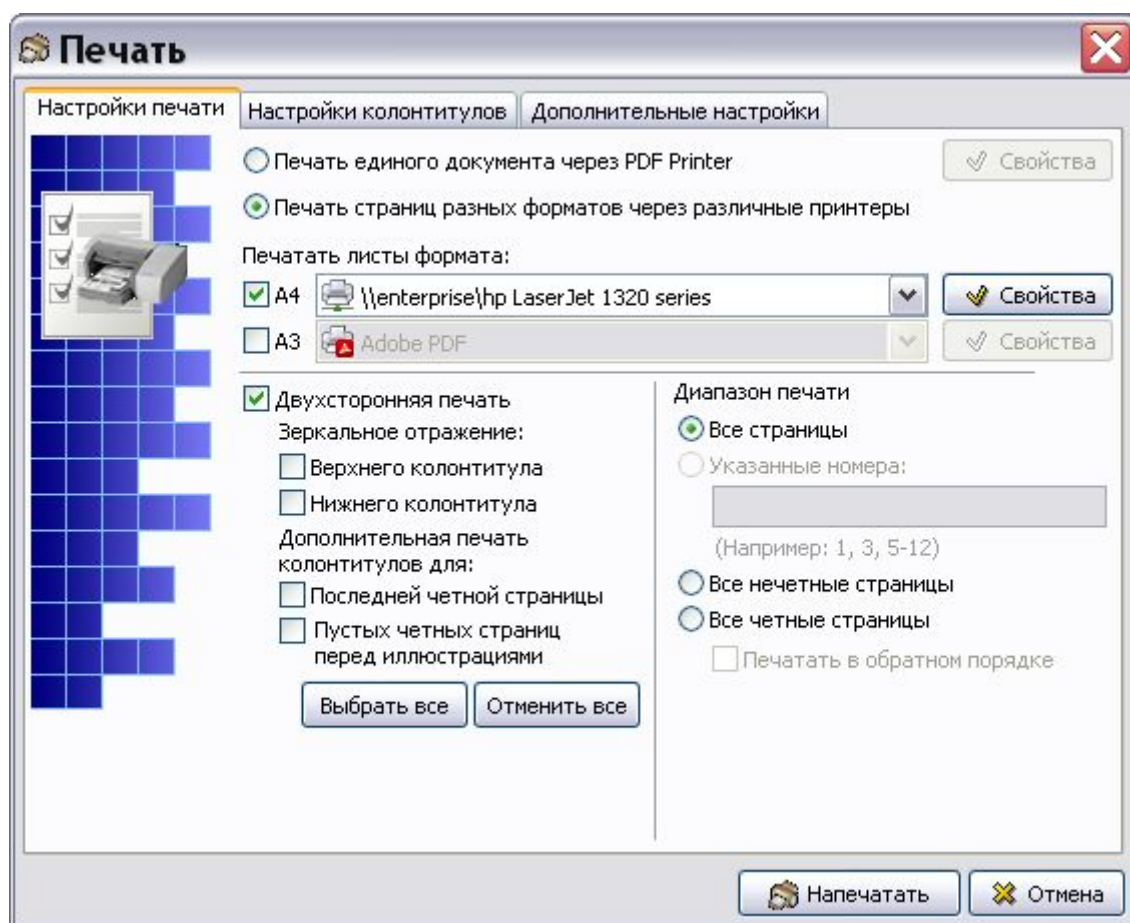 Печать
Настройки печати Настройки колонтитулов Дополнительные настройки
Печать единого документа через PDF Printer Свойства
Печать страниц разных форматов через различные принтеры
Печатать листы формата:
A4 \\enterprise\hp LaserJet 1320 series Свойства
A3 Adobe PDF Свойства
Двухсторонняя печать
Зеркальное отражение:
Верхнего колонтитула
Нижнего колонтитула
Дополнительная печать
колонтитулов для:
Последней четной страницы
Пустых четных страниц
перед иллюстрациями
Выбрать все Отменить все
Диапазон печати
Все страницы
Указанные номера:
(Например: 1, 3, 5-12)
Все нечетные страницы
Все четные страницы
Печатать в обратном порядке
Напечатать Отмена